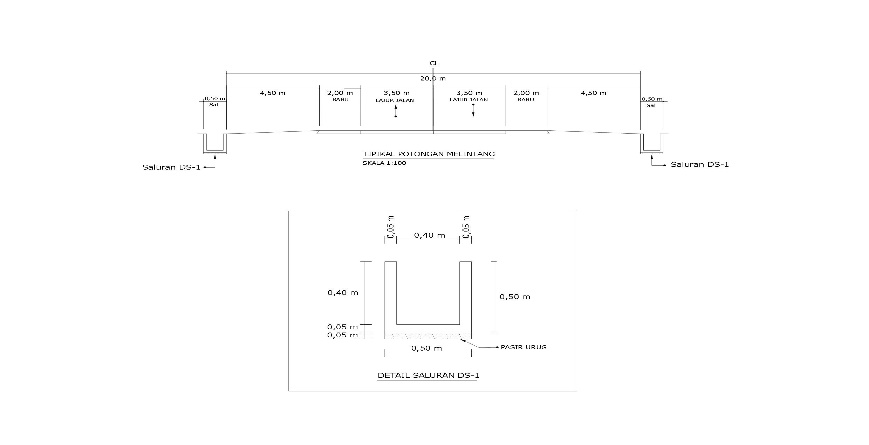 CL
20,0 m
0,50 m
Sal
4,50 m
2,00 m
BAHU
3,50 m
LAJUR JALAN
3,50 m
LAJUR JALAN
2,00 m
BAHU
4,50 m
0,50 m
Sal
Saluran DS-1
Saluran DS-1
TIPIKAL POTONGAN MELINTANG
SKALA 1:100
0,05 m
0,40 m
0,05 m
0,40 m
0,50 m
0,05 m
0,05 m
0,50 m
PASIR URUG
DETAIL SALURAN DS-1